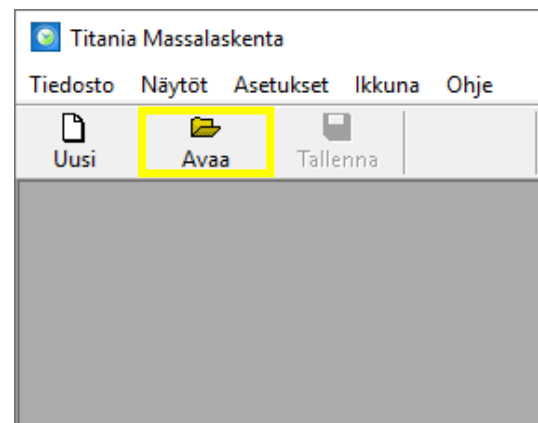 Titania Massalaskenta
Tiedosto Näytöt Asetukset Ikkuna Ohje
Uusi Avaa Tallenna